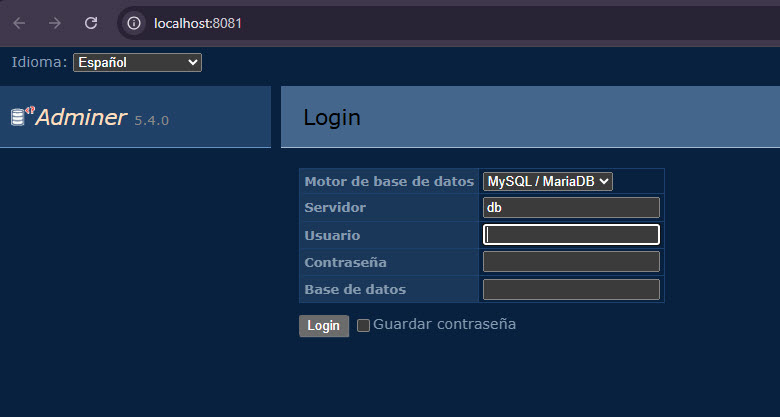 localhost:8081
Idioma: Español
Adminer 5.4.0
Login
Motor de base de datos MySQL / MariaDB
Servidor db
Usuario
Contraseña
Base de datos
Login Guardar contraseña